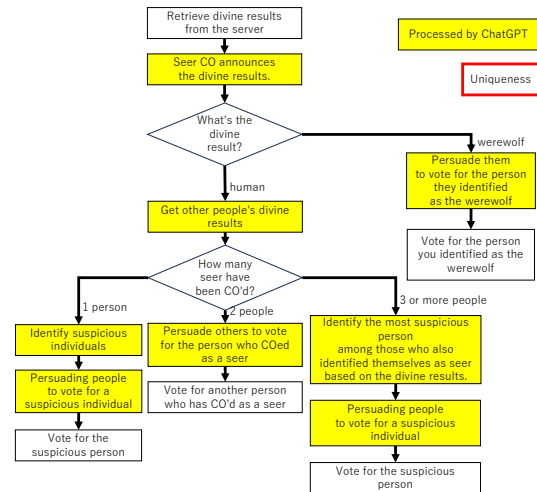 Retrieve divine results
from the server
Processed by ChatGPT
Seer CO announces
the divine results.
Uniqueness
What's the
divine
result?
werewolf
Persuade them
to vote for the person
they identified
as the werewolf
human
Get other people's divine
results
Vote for the person
you identified as the
werewolf
How many
seer have
been CO'd?
1 person
2 people
3 or more people
Identify suspicious
individuals
Persuade others to vote
for the person who COed
as a seer
Identify the most suspicious
person
among those who also
identified themselves as seer
based on the divine results.
Persuading people
to vote for a
suspicious individual
Vote for another person
who has CO'd as a seer
Persuading people
to vote for a suspicious
individual
Vote for the
suspicious person
Vote for the suspicious
person